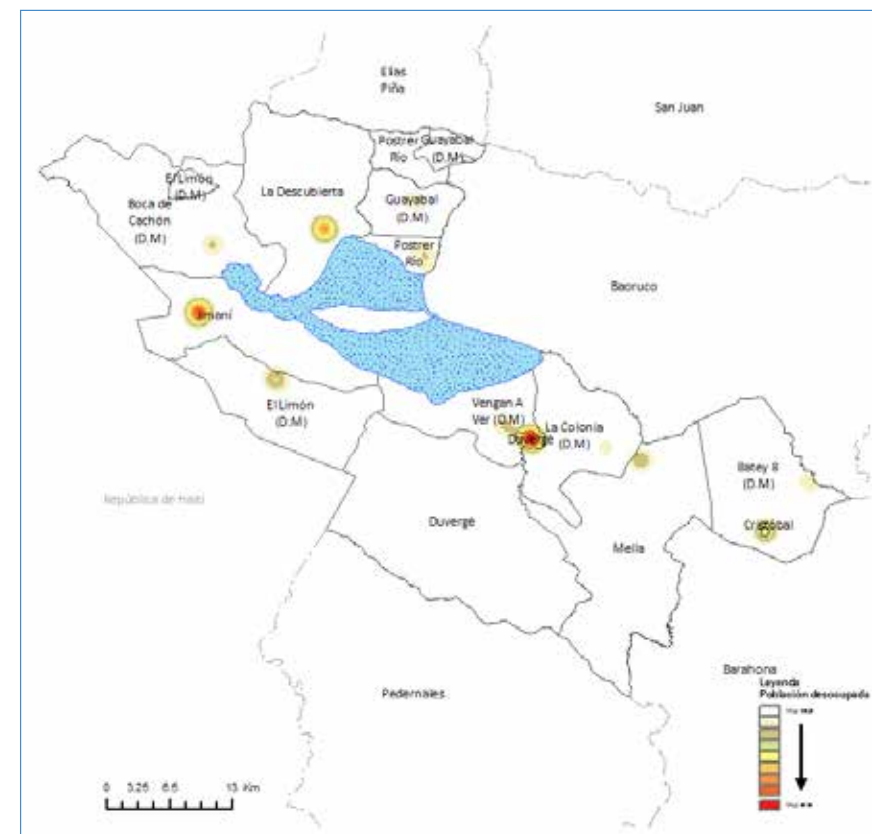 Elías
Piña
San Juan
Postrer
Río
Guayabal
(D.M)
El Limón
(D.M)
La Descubierta
Boca de
Cachón
(D.M)
Guayabal
(D.M)
Postrer
Río
Baoruco
Jimaní
El Limón
(D.M)
Vengan A
Ver (D.M)
La Colonia
(D.M)
Duvergé
Batey 8
(D.M)
República de Haití
Duvergé
Cristóbal
Mella
Barahona
Pedernales
Leyenda
Población desocupada
0 3.25 6.5 13 Km